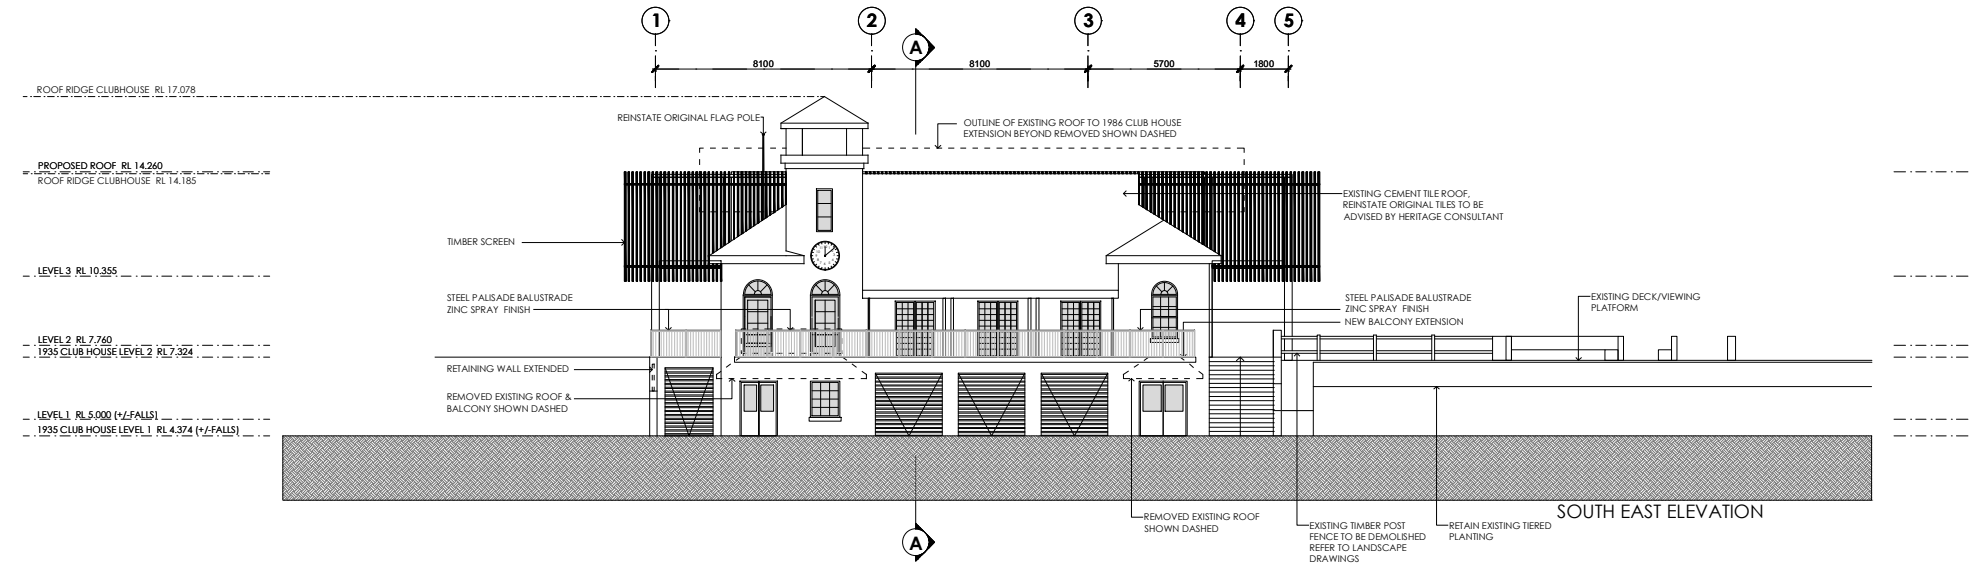 1
2
3
4
5
A
8100
8100
5700
1800
ROOF RIDGE CLUBHOUSE RL 17.078
REINSTATE ORIGINAL FLAG POLE
OUTLINE OF EXISTING ROOF TO 1986 CLUB HOUSE
EXTENSION BEYOND REMOVED SHOWN DASHED
PROPOSED ROOF RL 14.260
ROOF RIDGE CLUBHOUSE RL 14.185
EXISTING CEMENT TILE ROOF,
REINSTATE ORIGINAL TILES TO BE
ADVISED BY HERITAGE CONSULTANT
TIMBER SCREEN
LEVEL 3 RL 10.355
STEEL PALISADE BALUSTRADE
ZINC SPRAY FINISH
STEEL PALISADE BALUSTRADE
ZINC SPRAY FINISH
NEW BALCONY EXTENSION
EXISTING DECK/VIEWING
PLATFORM
LEVEL 2 RL 7.760
1935 CLUB HOUSE LEVEL 2 RL 7.324
RETAINING WALL EXTENDED
REMOVED EXISTING ROOF &
BALCONY SHOWN DASHED
LEVEL 1 RL 5.000 (+/-FALLS)
1935 CLUB HOUSE LEVEL 1 RL 4.374 (+/-FALLS)
SOUTH EAST ELEVATION
A
REMOVED EXISTING ROOF
SHOWN DASHED
EXISTING TIMBER POST
FENCE TO BE DEMOLISHED
REFER TO LANDSCAPE
DRAWINGS
RETAIN EXISTING TIERED
PLANTING